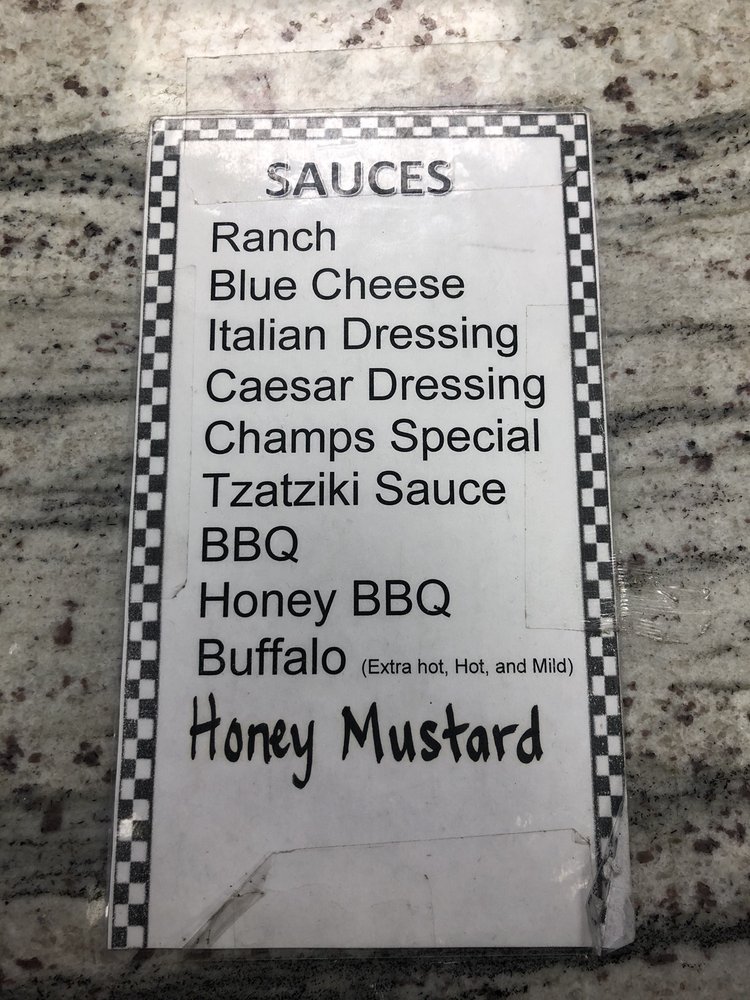 SAUCES
Ranch
Blue Cheese
Italian Dressing
Caesar Dressing
Champs Special
Tzatziki Sauce
BBQ
Honey BBQ
Buffalo (Extra hot, Hot, and Mild)
Honey Mustard